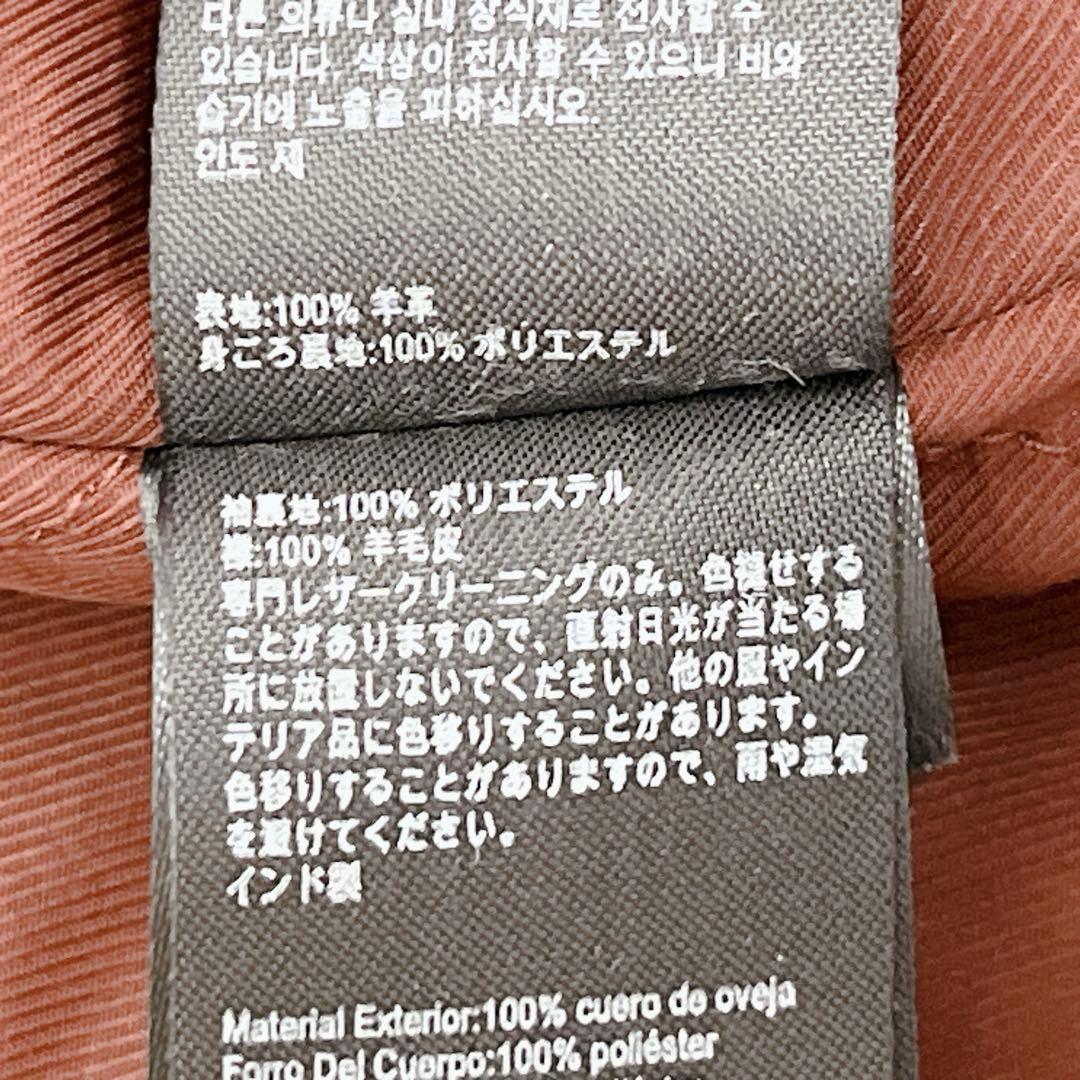 다른 의류나 실내 장식재로 전사할 수
있습니다. 색상이 전사할 수 있으니 비와
습기에 노출을 피하십시오.
인도 제
表地:100% 羊革
身ごろ裏地:100% ポリエステル
袖裏地:100% ポリエステル
襟:100% 羊毛皮
専門レザークリーニングのみ。色褪せする
ことがありますので、直射日光が当たる場
所に放置しないでください。他の服やイン
テリア品に色移りすることがあります。
色移りすることがありますので、雨や湿気
を避けてください。
インド製
Material Exterior:100% cuero de oveja
Forro Del Cuerpo:100% poliéster